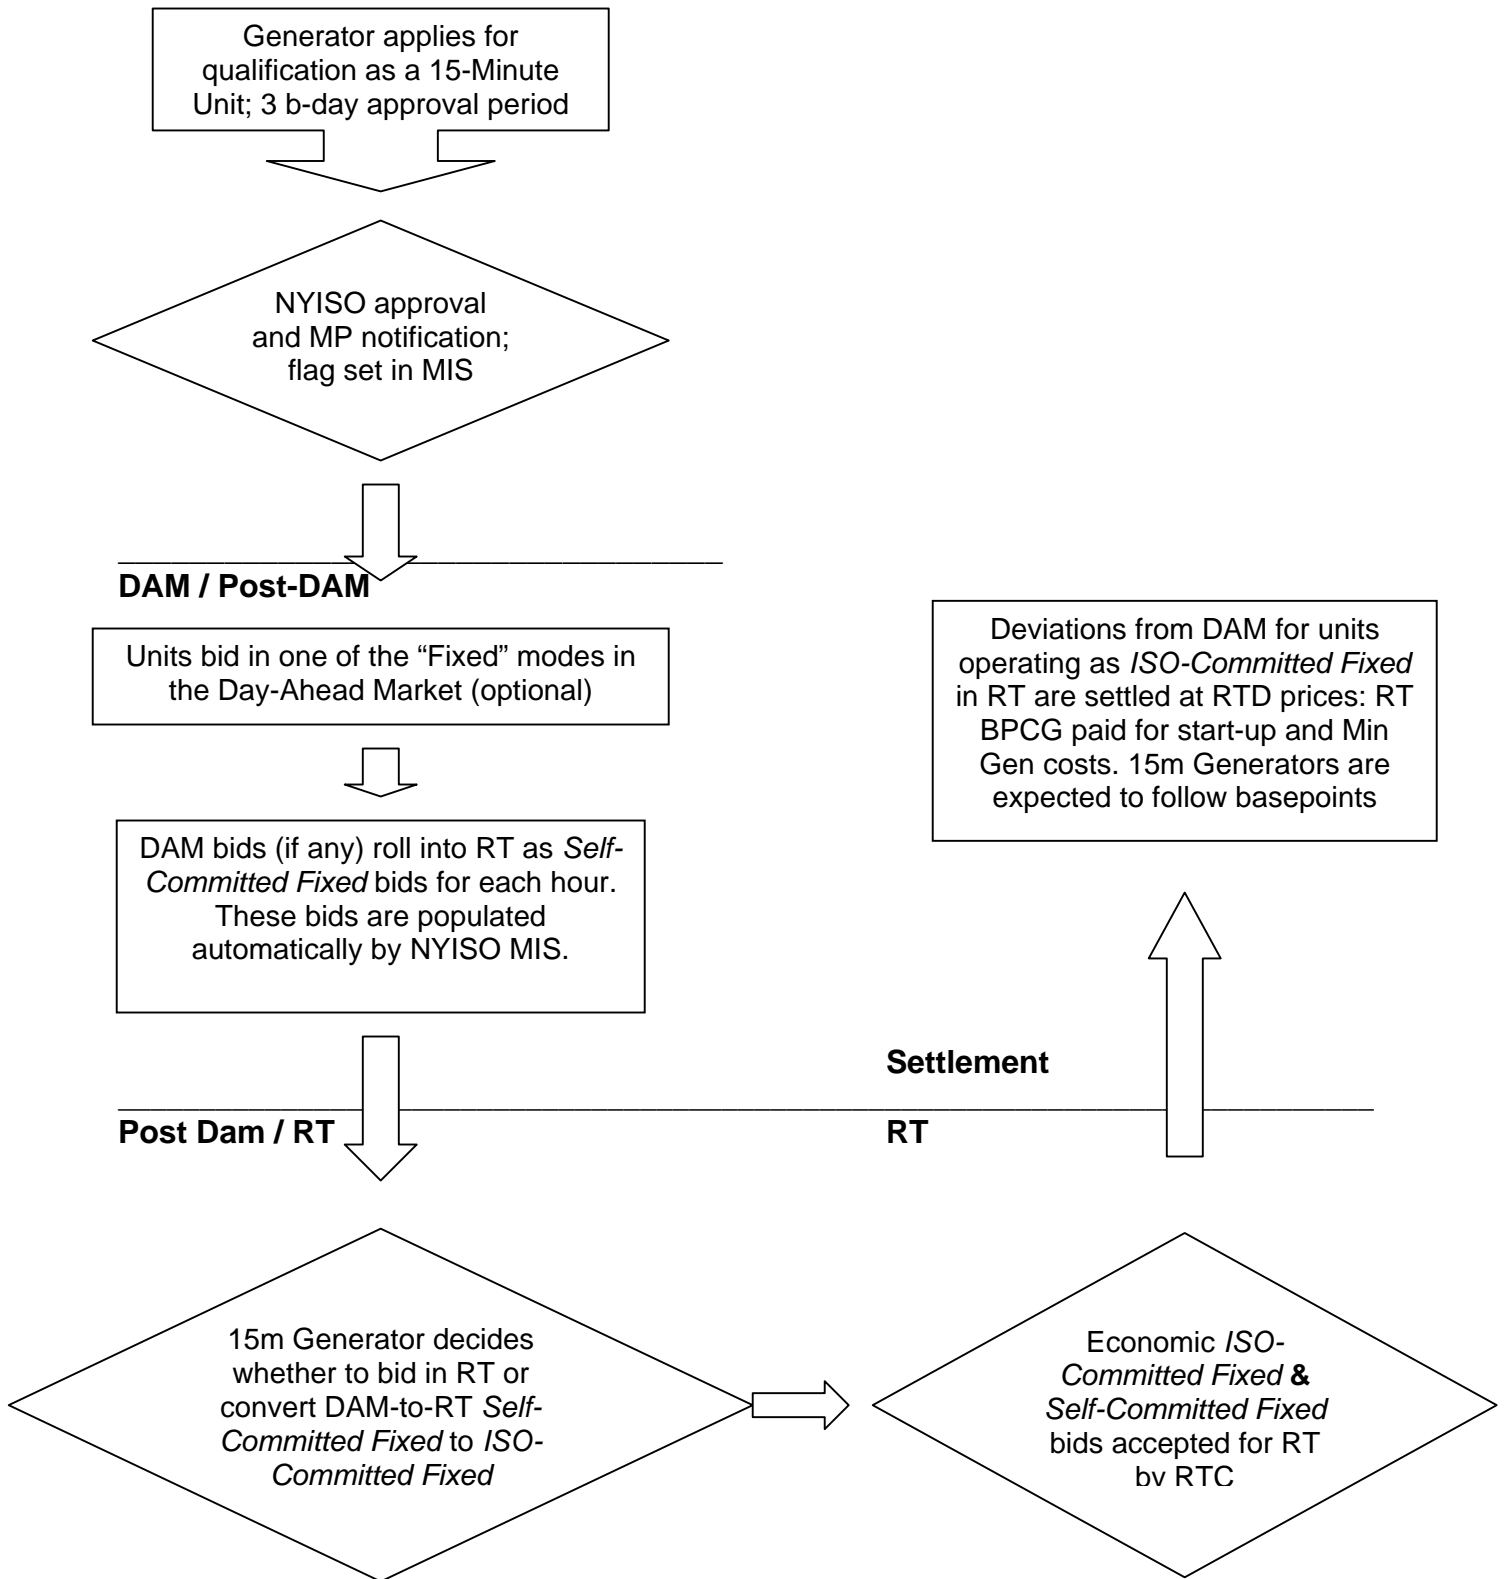 Generator applies for
qualification as a 15-Minute
Unit; 3 b-day approval period
NYISO approval
and MP notification;
flag set in MIS
DAM / Post-DAM
Units bid in one of the “Fixed” modes in
the Day-Ahead Market (optional)
DAM bids (if any) roll into RT as Self-
Committed Fixed bids for each hour.
These bids are populated
automatically by NYISO MIS.
Post Dam / RT
15m Generator decides
whether to bid in RT or
convert DAM-to-RT Self-
Committed Fixed to ISO-
Committed Fixed
Economic ISO-
Committed Fixed &
Self-Committed Fixed
bids accepted for RT
by RTC
RT
Settlement
Deviations from DAM for units
operating as ISO-Committed Fixed
in RT are settled at RTD prices: RT
BPCG paid for start-up and Min
Gen costs. 15m Generators are
expected to follow basepoints